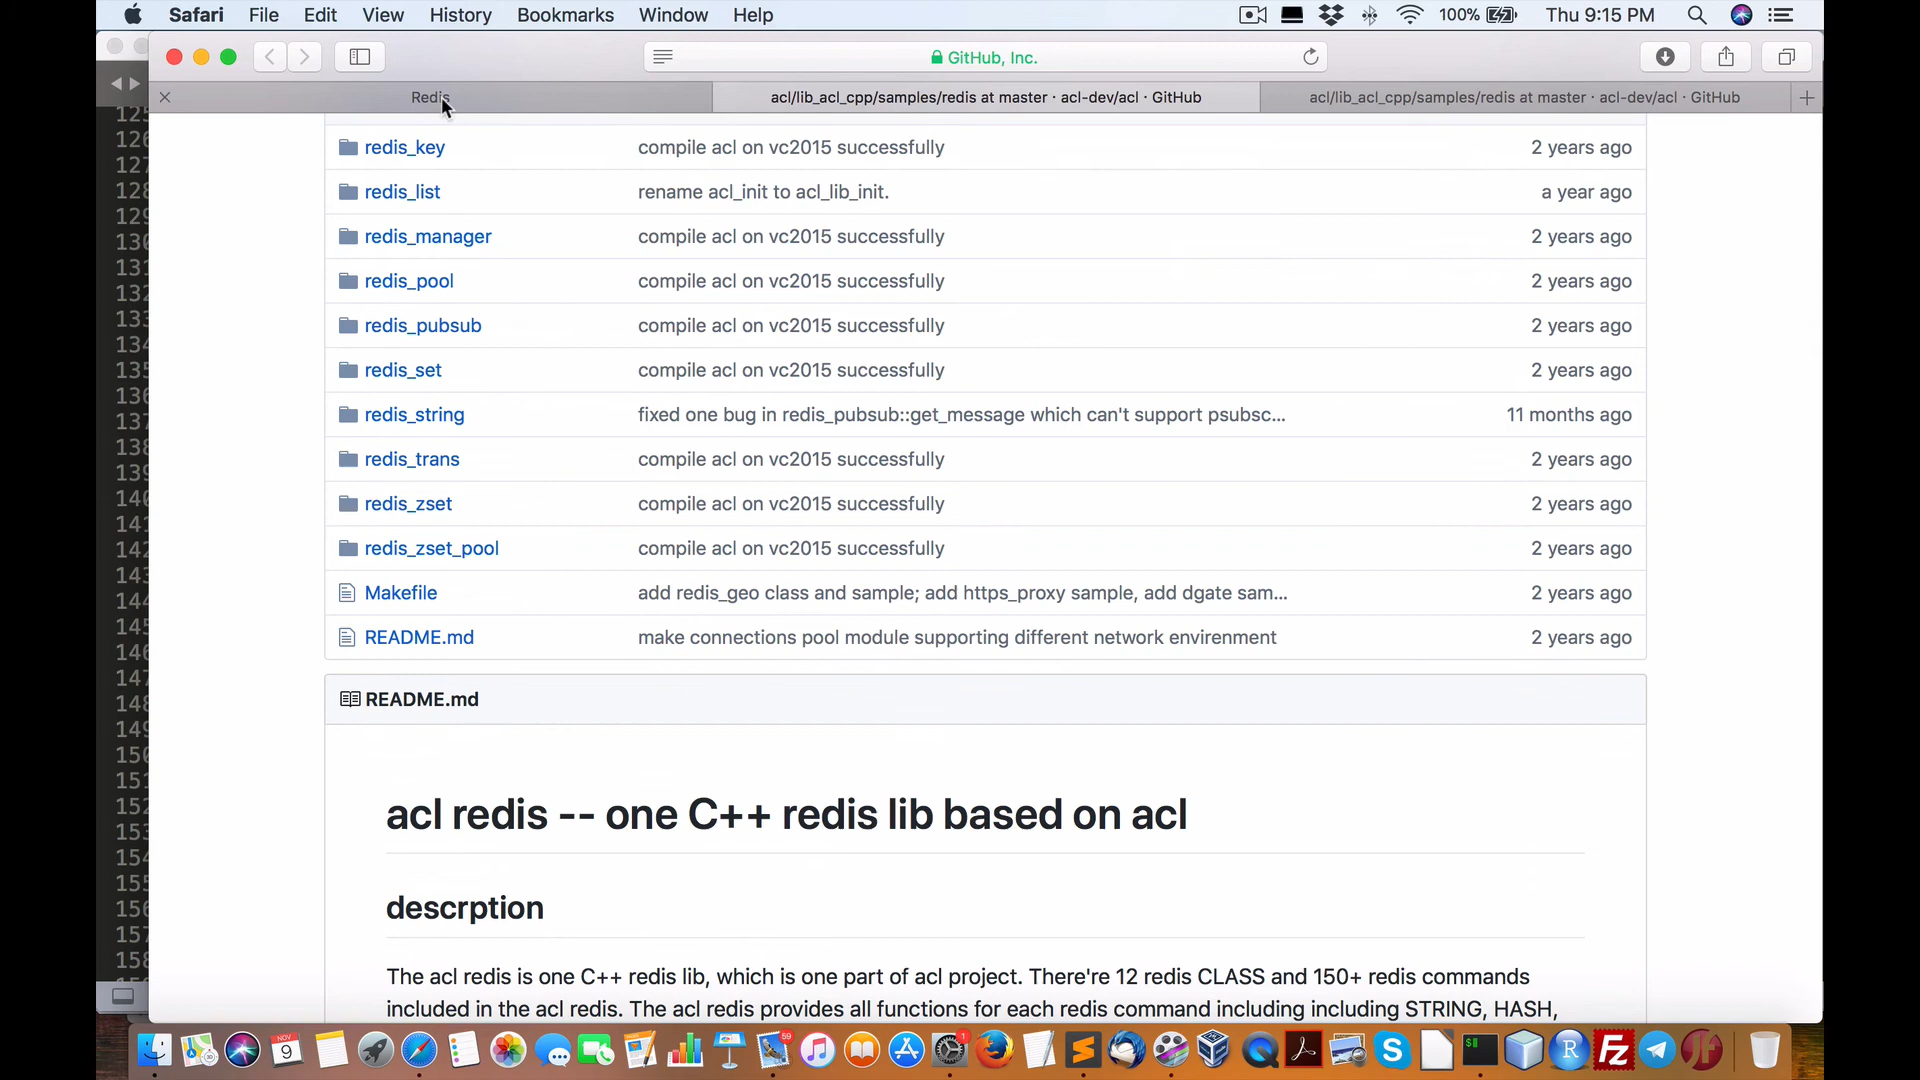 Safari File Edit View History Bookmarks Window Help 100% Thu 9:15 PM
GitHub, Inc.
Redis acl/lib_acl_cpp/samples/redis at master · acl-dev/acl · GitHub acl/lib_acl_cpp/samples/redis at master · acl-dev/acl · GitHub
redis_key compile acl on vc2015 successfully 2 years ago
redis_list rename acl_init to acl_lib_init. a year ago
redis_manager compile acl on vc2015 successfully 2 years ago
redis_pool compile acl on vc2015 successfully 2 years ago
redis_pubsub compile acl on vc2015 successfully 2 years ago
redis_set compile acl on vc2015 successfully 2 years ago
redis_string fixed one bug in redis_pubsub::get_message which can't support psubsc... 11 months ago
redis_trans compile acl on vc2015 successfully 2 years ago
redis_zset compile acl on vc2015 successfully 2 years ago
redis_zset_pool compile acl on vc2015 successfully 2 years ago
Makefile add redis_geo class and sample; add https_proxy sample, add dgate sam... 2 years ago
README.md make connections pool module supporting different network envirenment 2 years ago
README.md
acl redis -- one C++ redis lib based on acl
descrption
The acl redis is one C++ redis lib, which is one part of acl project. There're 12 redis CLASS and 150+ redis commands
included in the acl redis. The acl redis provides all functions for each redis command including including STRING, HASH,
NOV
9
59
1